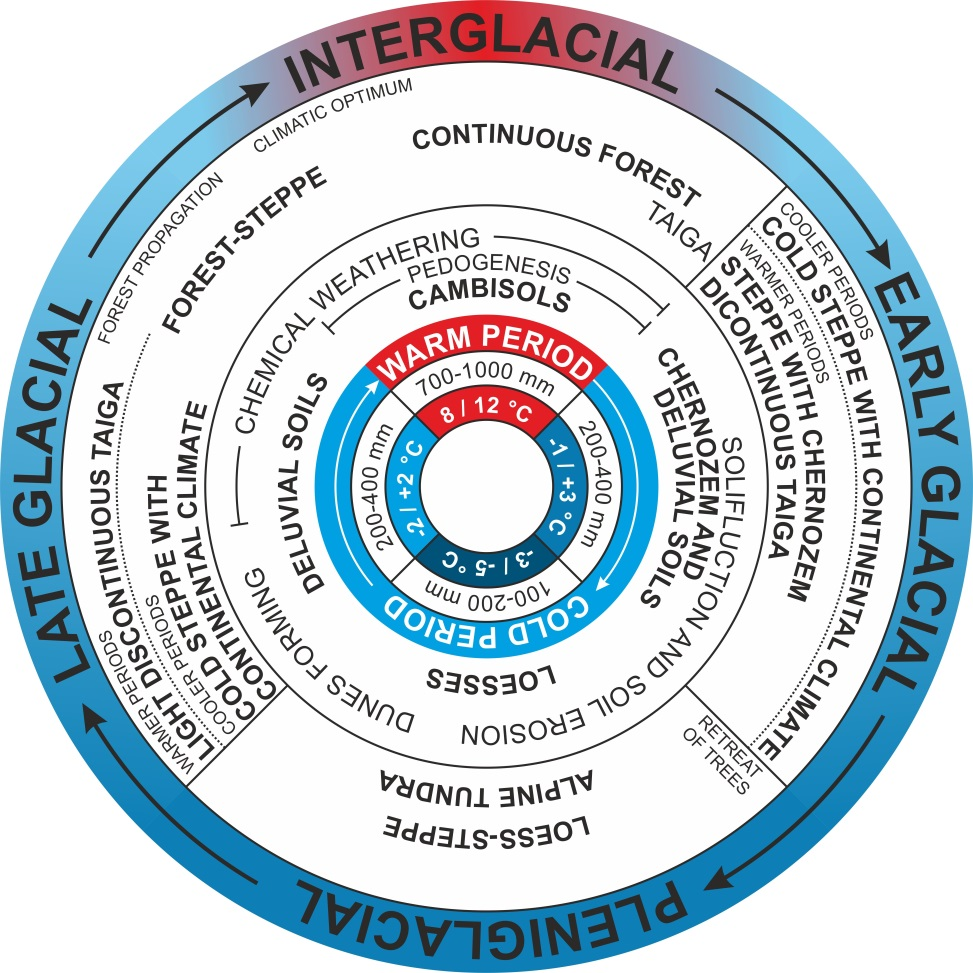 INTERGLACIAL
EARLY GLACIAL
PLENIGLACIAL
LATE GLACIAL
CLIMATIC OPTIMUM
CONTINUOUS FOREST
TAIGA
COOLER PERIODS
COLD STEPPE WITH CONTINENTAL CLIMATE
WARMER PERIODS
STEPPE WITH CHERNOZEM
DICONTINUOUS TAIGA
RETREAT
OF TREES
ALPINE TUNDRA
LOESS-STEPPE
WARMER PERIODS
LIGHT DISCONTINUOUS TAIGA
COOLER PERIODS
COLD STEPPE WITH
CONTINENTAL CLIMATE
FOREST PROPAGATION
FOREST-STEPPE
CHEMICAL WEATHERING
PEDOGENESIS
CAMBISOLS
SOLIFLUCTION AND SOIL EROSION
CHERNOZEM AND
DELUVIAL SOILS
DUNES FORMING
LOESSES
DELUVIAL SOILS
WARM PERIOD
COLD PERIOD
700-1000 mm
200-400 mm
100-200 mm
200-400 mm
8 / 12 °C
-1 / +3 °C
-3 / -5 °C
-2 / +2 °C